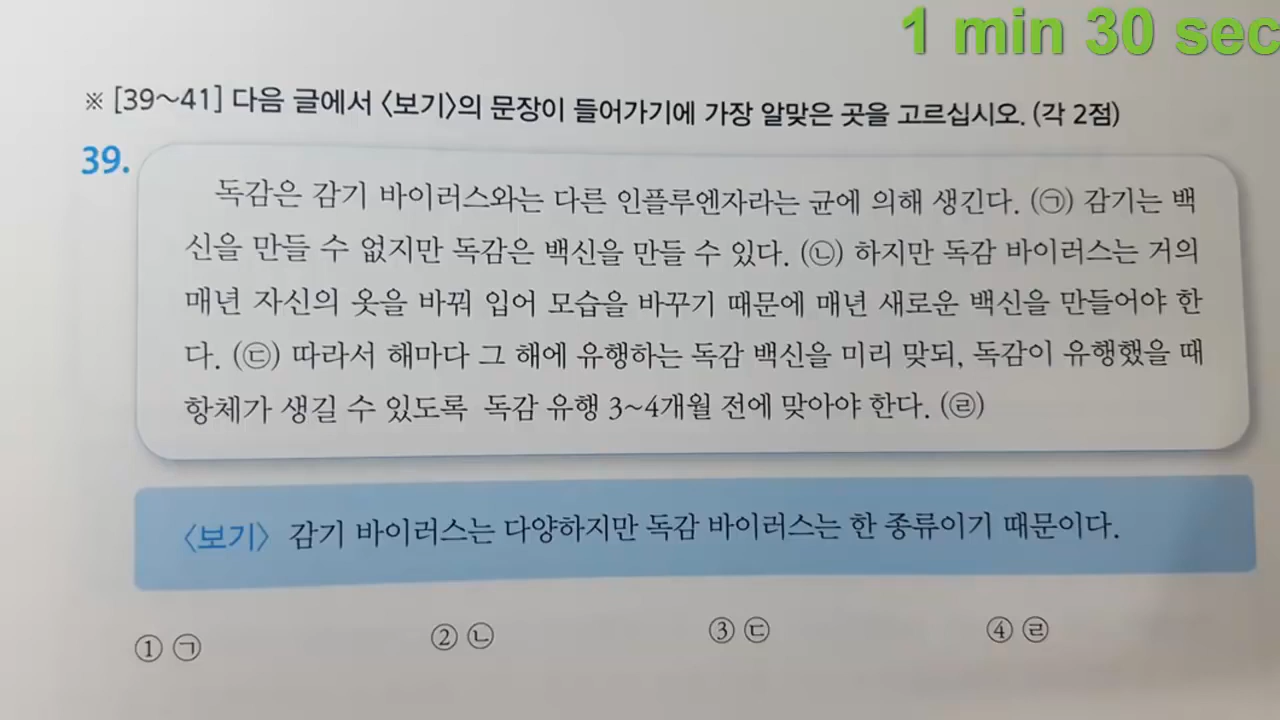 1 min 30 sec
※ [39~41] 다음 글에서 <보기>의 문장이 들어가기에 가장 알맞은 곳을 고르십시오. (각 2점)
39.
독감은 감기 바이러스와는 다른 인플루엔자라는 균에 의해 생긴다. (㉠) 감기는 백
신을 만들 수 없지만 독감은 백신을 만들 수 있다. (㉡) 하지만 독감 바이러스는 거의
매년 자신의 옷을 바꿔 입어 모습을 바꾸기 때문에 매년 새로운 백신을 만들어야 한
다. (㉢) 따라서 해마다 그 해에 유행하는 독감 백신을 미리 맞되, 독감이 유행했을 때
항체가 생길 수 있도록 독감 유행 3~4개월 전에 맞아야 한다. (㉣)
<보기> 감기 바이러스는 다양하지만 독감 바이러스는 한 종류이기 때문이다.
① ㉠ ② ㉡ ③ ㉢ ④ ㉣